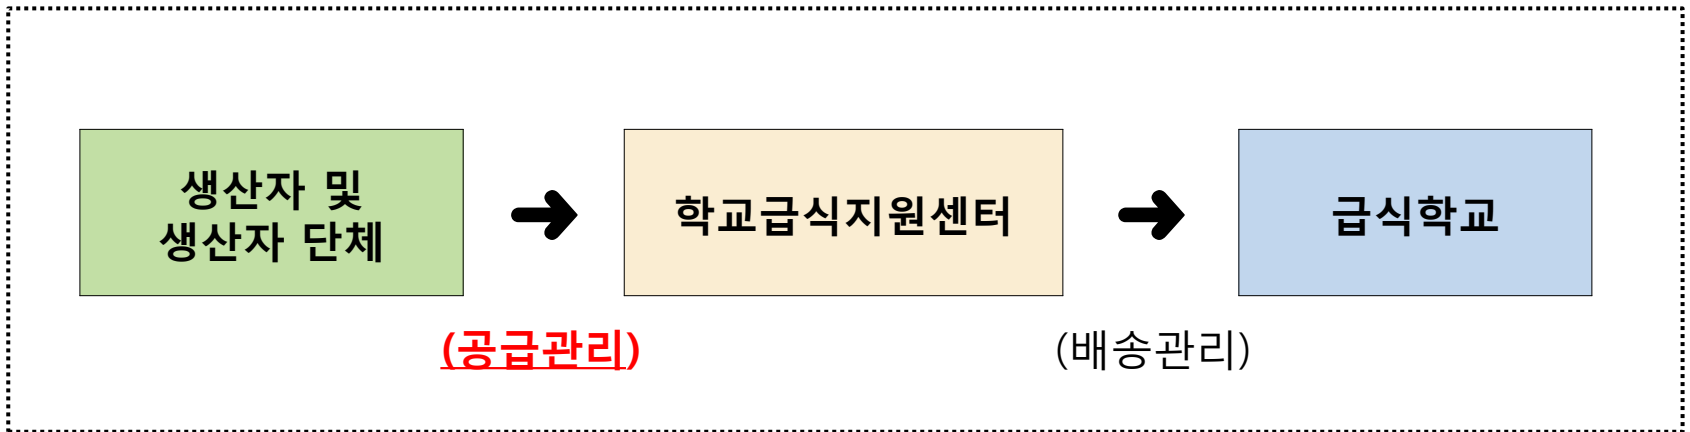 생산자 및
생산자 단체
➜
학교급식지원센터
➜
급식학교
(공급관리)
(배송관리)